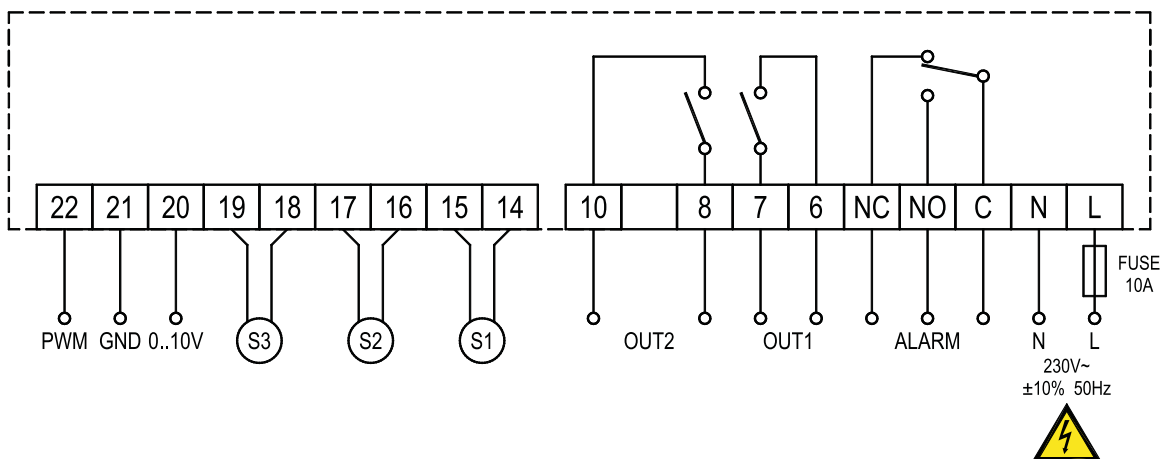 22 21 20 19 18 17 16 15 14 10 8 7 6 NC NO C N L
FUSE
10A
PWM GND 0..10V S3 S2 S1 OUT2 OUT1 ALARM N L
230V~
±10% 50Hz